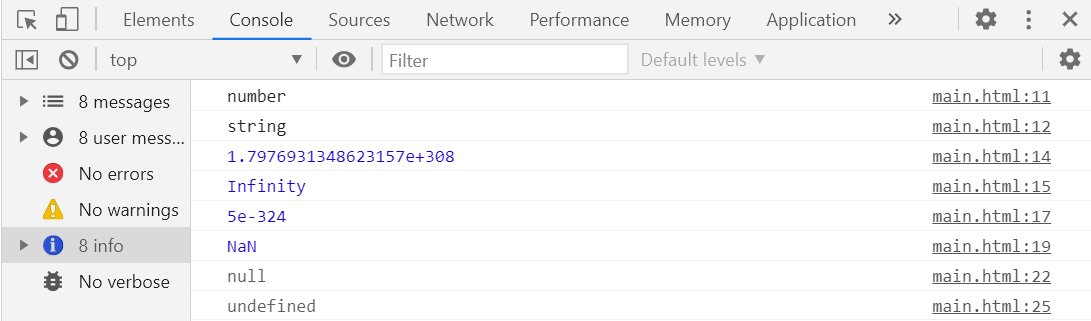 Elements Console Sources Network Performance Memory Application »
top ▼ Filter Default levels ▼
8 messages
8 user mess...
No errors
No warnings
8 info
No verbose
number main.html:11
string main.html:12
1.7976931348623157e+308 main.html:14
Infinity main.html:15
5e-324 main.html:17
NaN main.html:19
null main.html:22
undefined main.html:25